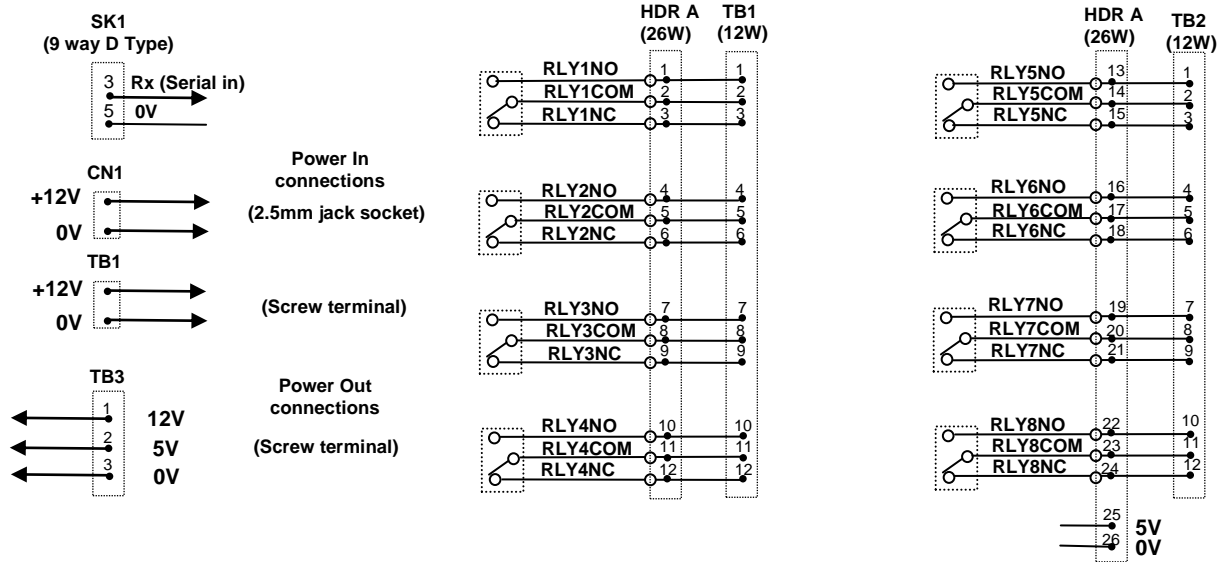 SK1
(9 way D Type)
3 Rx (Serial in)
5 0V
Power In
connections
CN1
+12V
(2.5mm jack socket)
0V
TB1
+12V
(Screw terminal)
0V
TB3
Power Out
connections
1 12V
2 5V
(Screw terminal)
3 0V
HDR A TB1
(26W) (12W)
RLY1NO 1 1
RLY1COM 2 2
RLY1NC 3 3
RLY2NO 4 4
RLY2COM 5 5
RLY2NC 6 6
RLY3NO 7 7
RLY3COM 8 8
RLY3NC 9 9
RLY4NO 10 10
RLY4COM 11 11
RLY4NC 12 12
HDR A TB2
(26W) (12W)
RLY5NO 13 1
RLY5COM 14 2
RLY5NC 15 3
RLY6NO 16 4
RLY6COM 17 5
RLY6NC 18 6
RLY7NO 19 7
RLY7COM 20 8
RLY7NC 21 9
RLY8NO 22 10
RLY8COM 23 11
RLY8NC 24 12
25 5V
26 0V